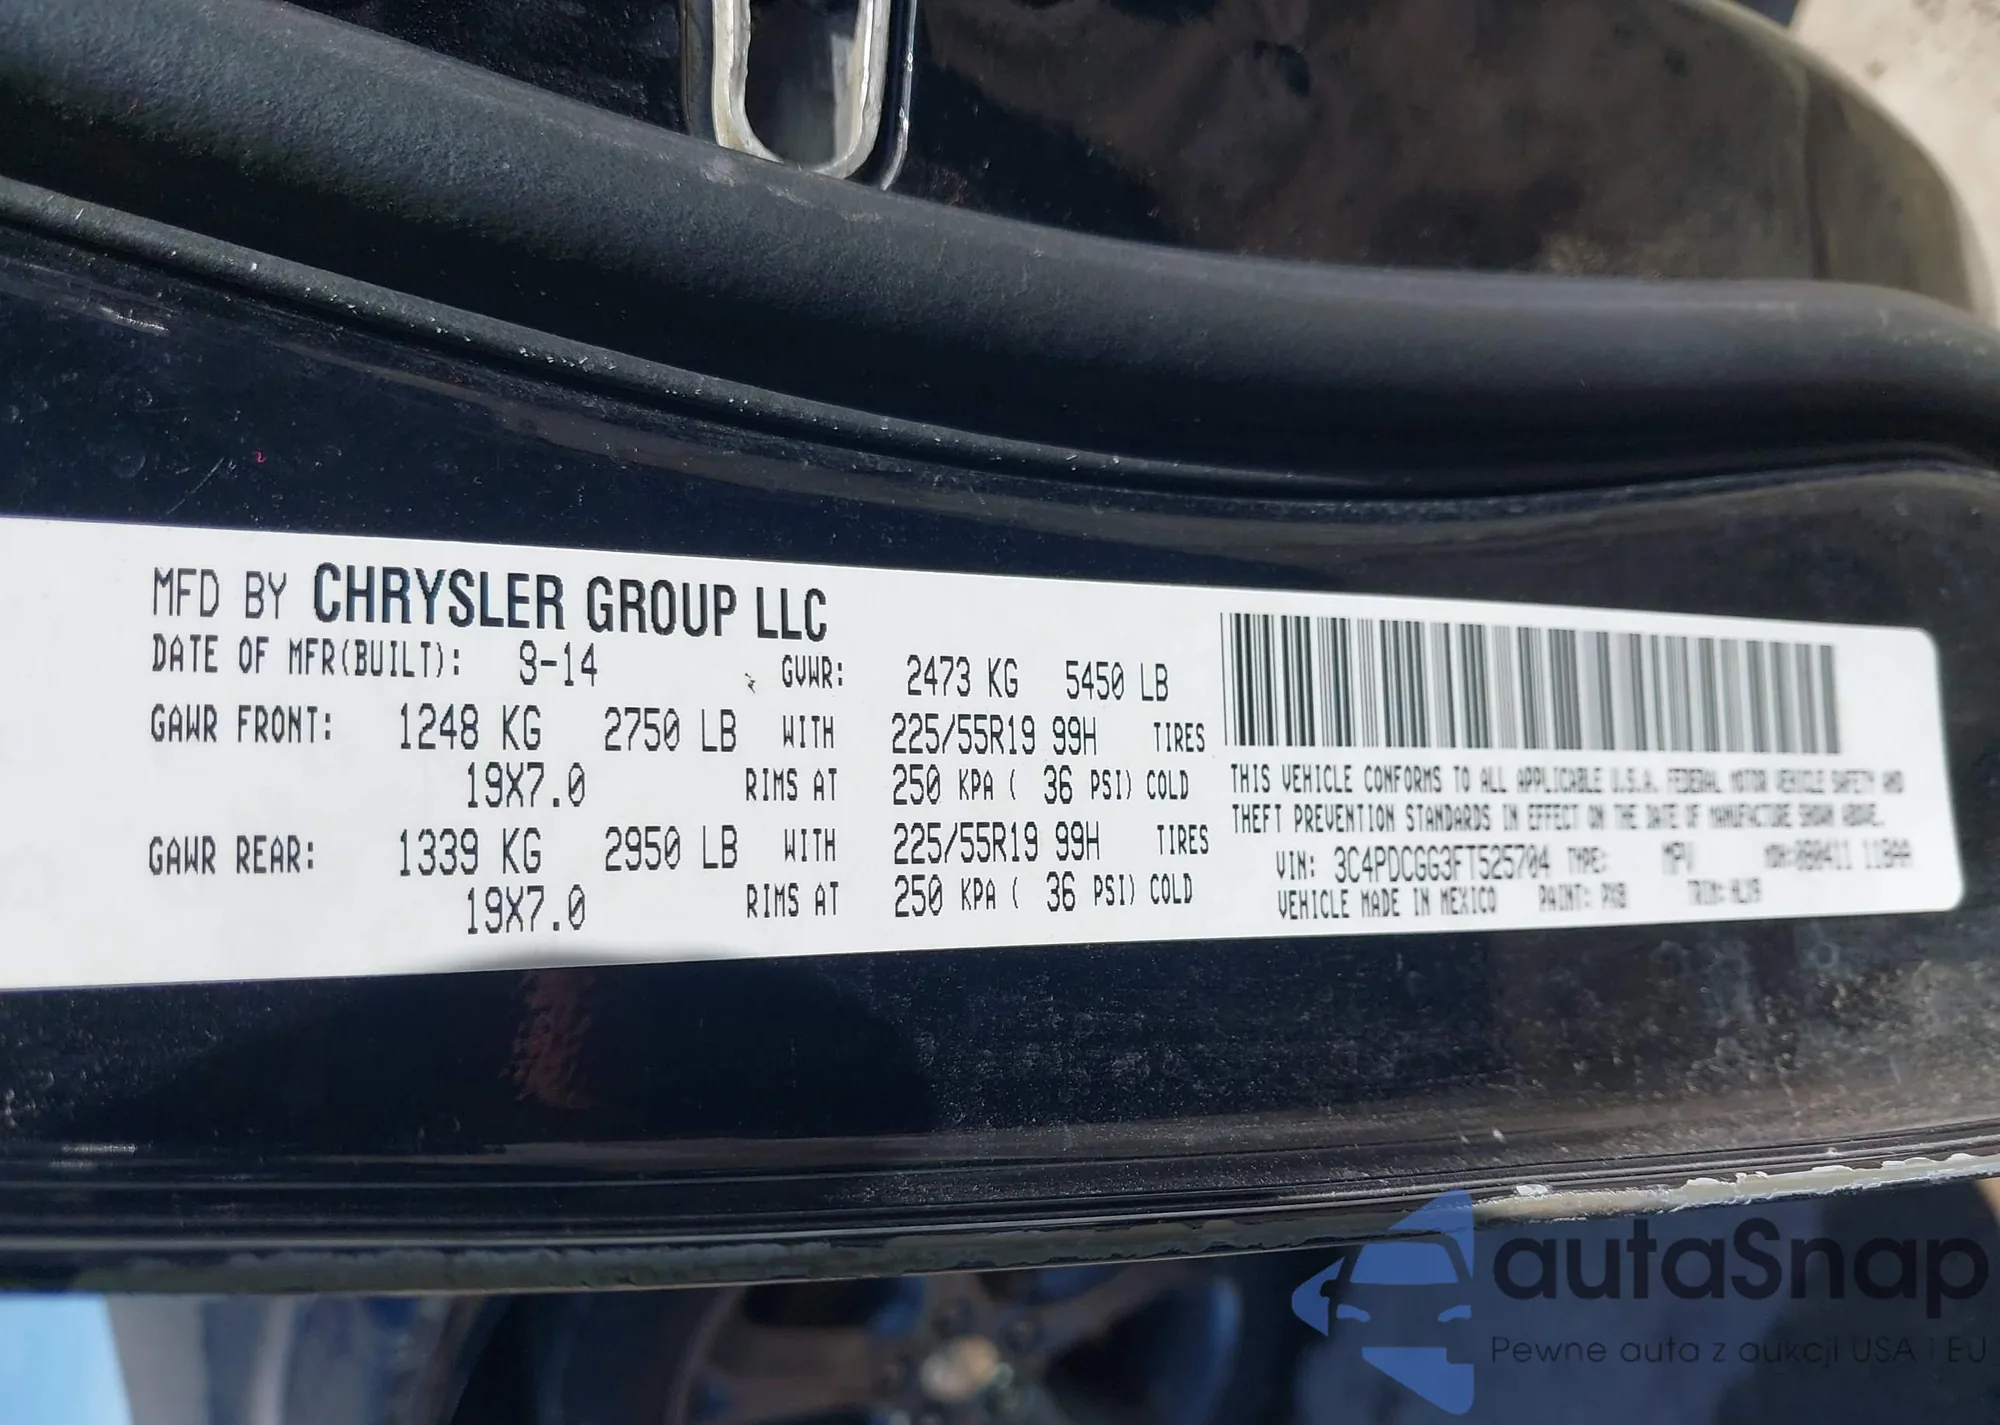 MFD BY CHRYSLER GROUP LLC
DATE OF MFR(BUILT): 9-14 GVWR: 2473 KG 5450 LB
GAWR FRONT: 1248 KG 2750 LB WITH 225/55R19 99H TIRES
19X7.0 RIMS AT 250 KPA ( 36 PSI) COLD
GAWR REAR: 1339 KG 2950 LB WITH 225/55R19 99H TIRES
19X7.0 RIMS AT 250 KPA ( 36 PSI) COLD
THIS VEHICLE CONFORMS TO ALL APPLICABLE U.S.A. FEDERAL MOTOR VEHICLE SAFETY AND
THEFT PREVENTION STANDARDS IN EFFECT ON THE DATE OF MANUFACTURE SHOWN ABOVE.
VIN: 3C4PDCGG3FT525704 TYPE: MPV
VEHICLE MADE IN MEXICO PAINT: PX8 TRIM:
autaSnap
Pewne auta z aukcji USA i EU